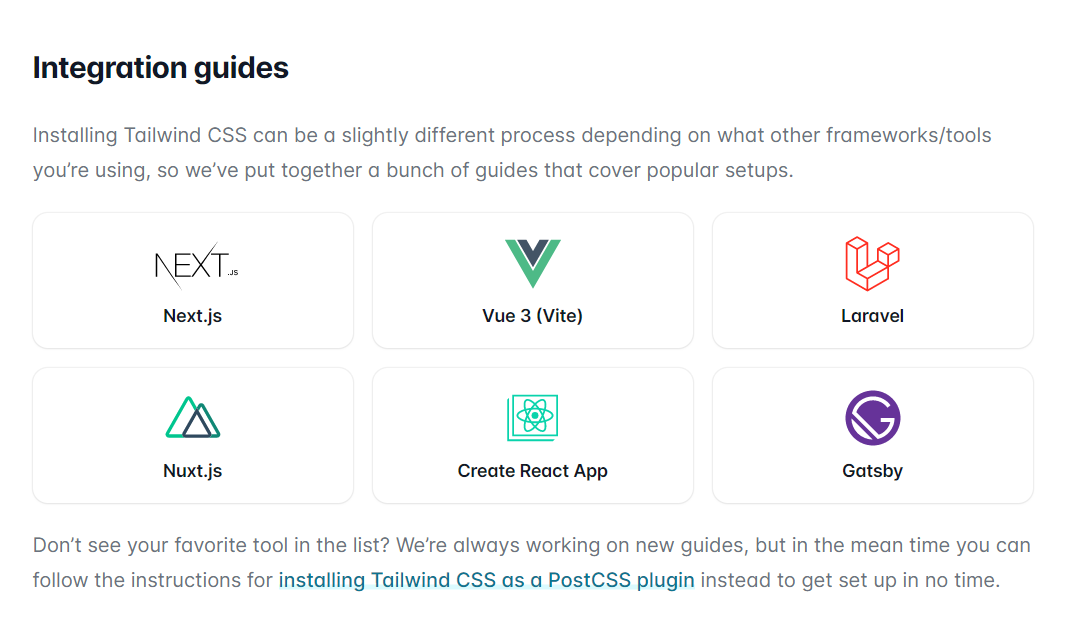 Integration guides
Installing Tailwind CSS can be a slightly different process depending on what other frameworks/tools
you’re using, so we’ve put together a bunch of guides that cover popular setups.
NEXT.JS
Next.js
Vue 3 (Vite)
Laravel
Nuxt.js
Create React App
Gatsby
Don’t see your favorite tool in the list? We’re always working on new guides, but in the mean time you can
follow the instructions for installing Tailwind CSS as a PostCSS plugin instead to get set up in no time.